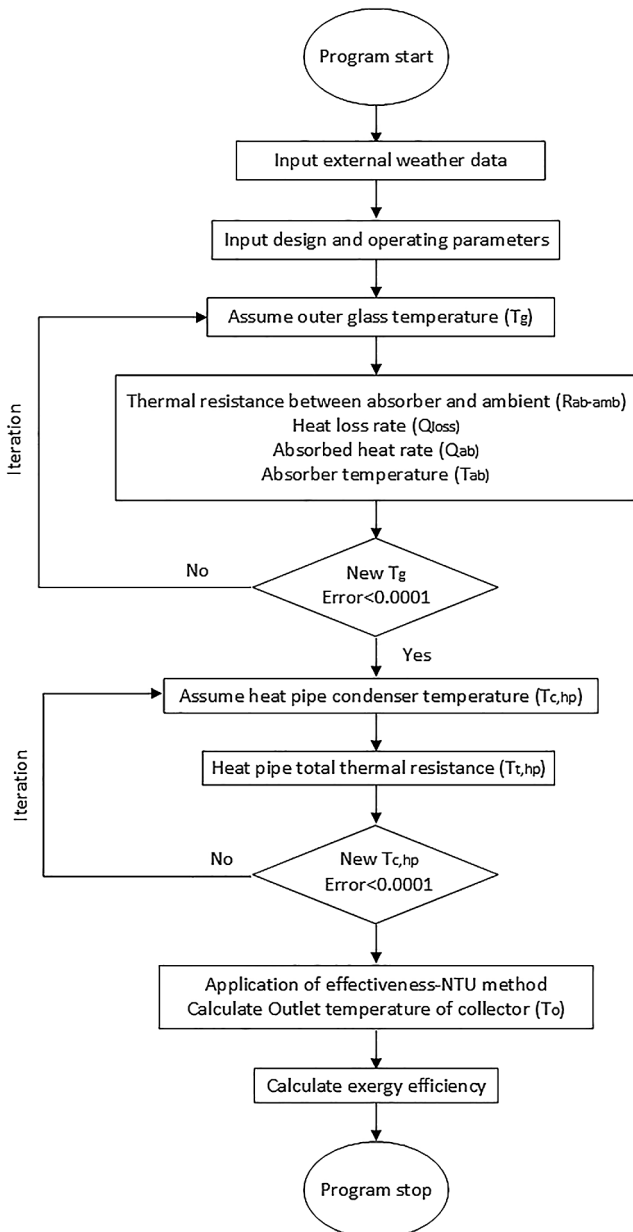 Program start
Input external weather data
Input design and operating parameters
Assume outer glass temperature (Tg)
Thermal resistance between absorber and ambient (Rab-amb)
Heat loss rate (Qloss)
Absorbed heat rate (Qab)
Absorber temperature (Tab)
Iteration
No
New Tg
Error<0.0001
Yes
Assume heat pipe condenser temperature (Tc,hp)
Heat pipe total thermal resistance (Tt,hp)
Iteration
No
New Tc,hp
Error<0.0001
Application of effectiveness-NTU method
Calculate Outlet temperature of collector (To)
Calculate exergy efficiency
Program stop